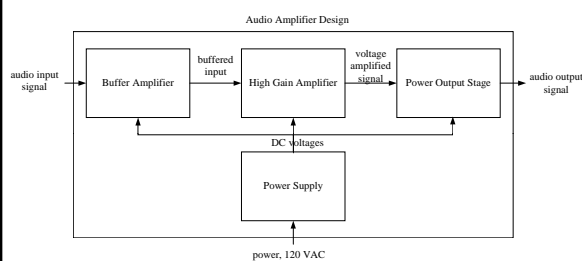 Audio Amplifier Design
audio input
signal
Buffer Amplifier
buffered
input
High Gain Amplifier
voltage
amplified
signal
Power Output Stage
audio output
signal
DC voltages
Power Supply
power, 120 VAC